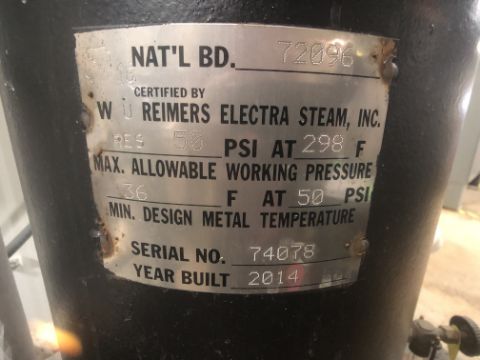 NAT'L BD. 72096
CERTIFIED BY
W U REIMERS ELECTRA STEAM, INC.
RES 50 PSI AT 298 F
MAX. ALLOWABLE WORKING PRESSURE
36 F AT 50 PSI
MIN. DESIGN METAL TEMPERATURE
SERIAL NO. 74078
YEAR BUILT 2014